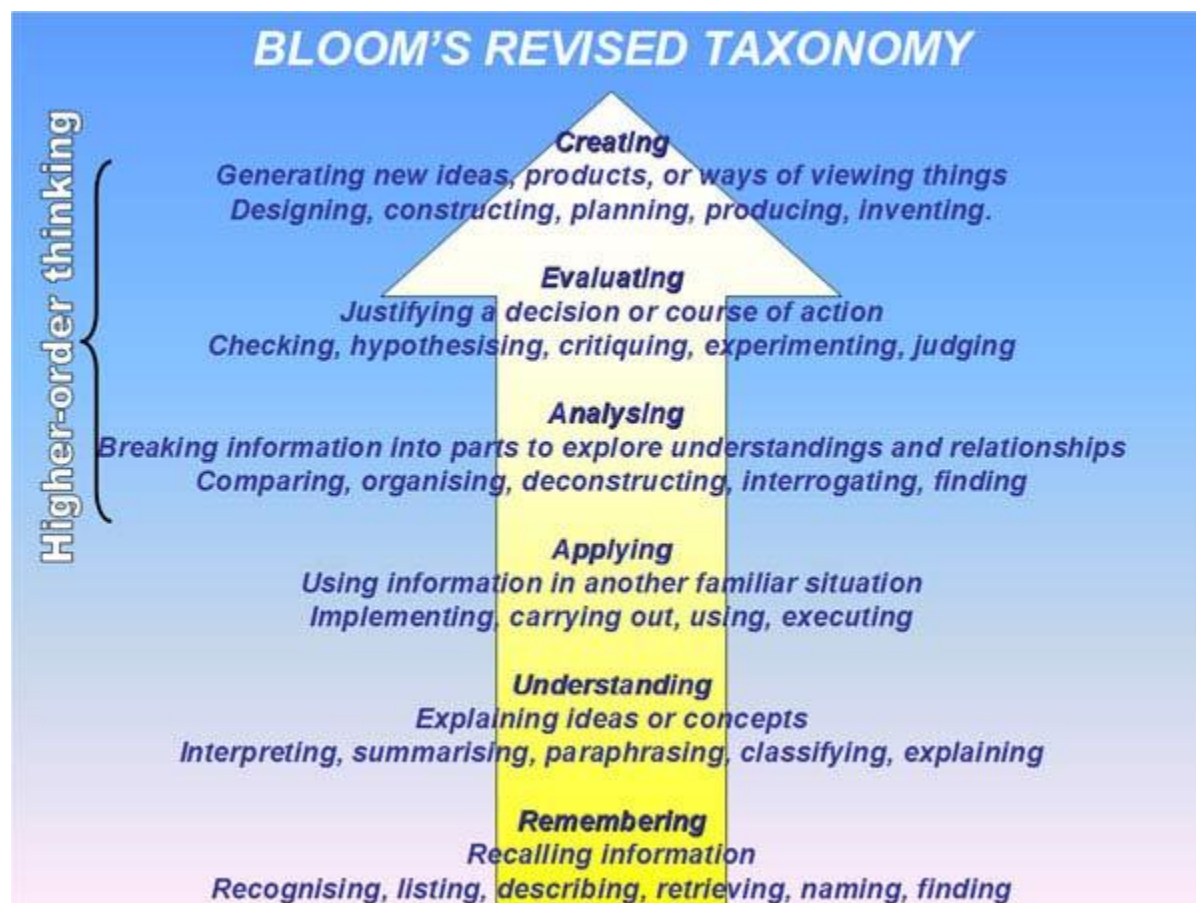 BLOOM'S REVISED TAXONOMY
Higher-order thinking
Creating
Generating new ideas, products, or ways of viewing things
Designing, constructing, planning, producing, inventing.
Evaluating
Justifying a decision or course of action
Checking, hypothesising, critiquing, experimenting, judging
Analysing
Breaking information into parts to explore understandings and relationships
Comparing, organising, deconstructing, interrogating, finding
Applying
Using information in another familiar situation
Implementing, carrying out, using, executing
Understanding
Explaining ideas or concepts
Interpreting, summarising, paraphrasing, classifying, explaining
Remembering
Recalling information
Recognising, listing, describing, retrieving, naming, finding